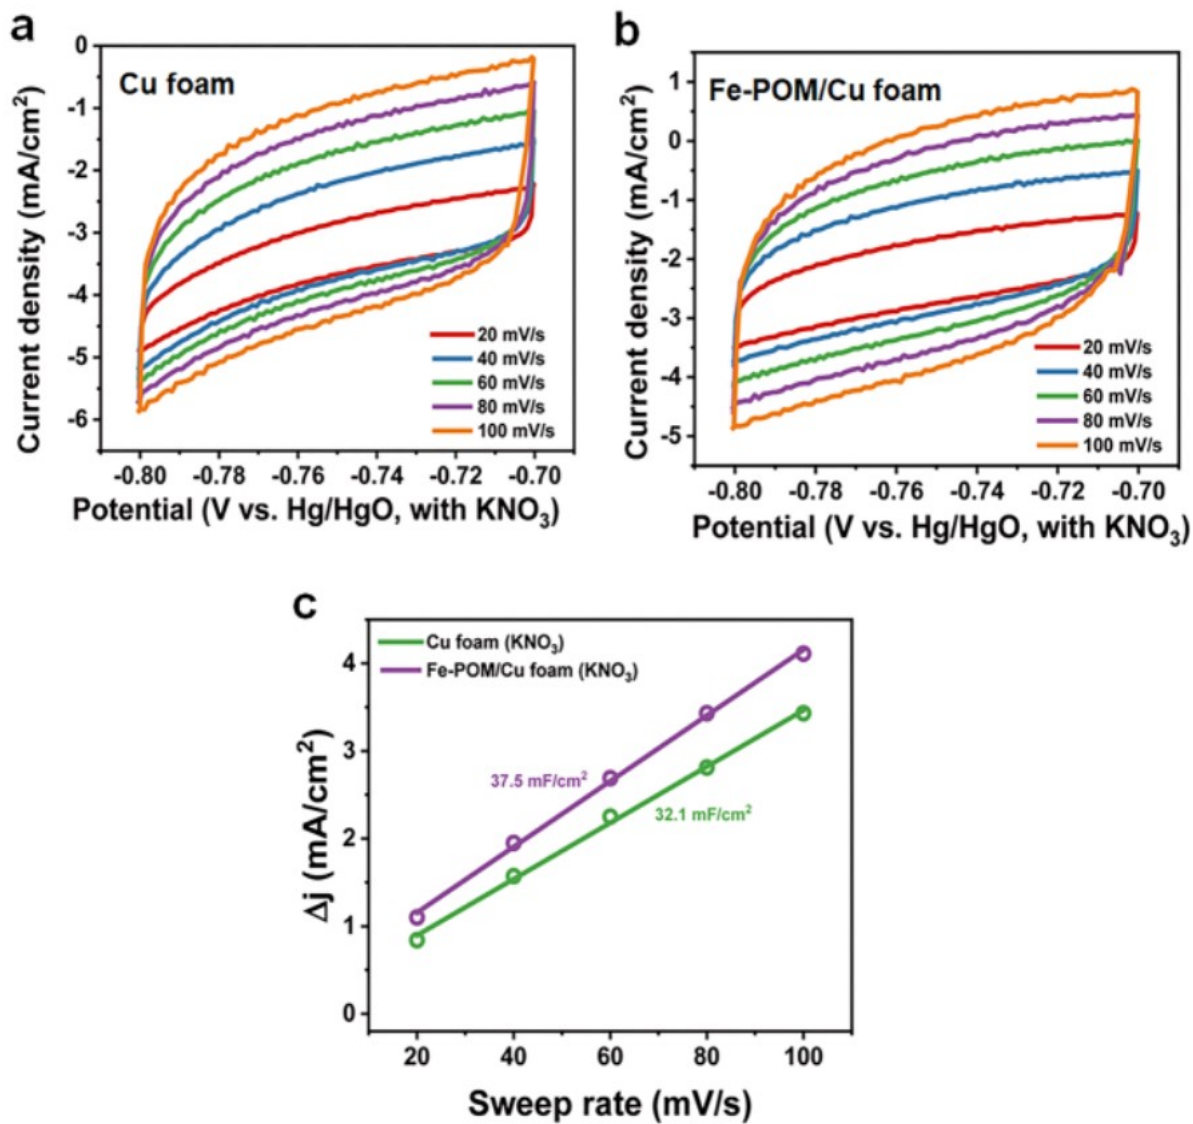 a
Cu foam
Current density (mA/cm²)
0
-1
-2
-3
-4
-5
-6
20 mV/s
40 mV/s
60 mV/s
80 mV/s
100 mV/s
-0.80 -0.78 -0.76 -0.74 -0.72 -0.70
Potential (V vs. Hg/HgO, with KNO₃)
b
Fe-POM/Cu foam
Current density (mA/cm²)
1
0
-1
-2
-3
-4
-5
20 mV/s
40 mV/s
60 mV/s
80 mV/s
100 mV/s
-0.80 -0.78 -0.76 -0.74 -0.72 -0.70
Potential (V vs. Hg/HgO, with KNO₃)
c
Cu foam (KNO₃)
Fe-POM/Cu foam (KNO₃)
Δj (mA/cm²)
4
3
2
1
0
37.5 mF/cm²
32.1 mF/cm²
20 40 60 80 100
Sweep rate (mV/s)